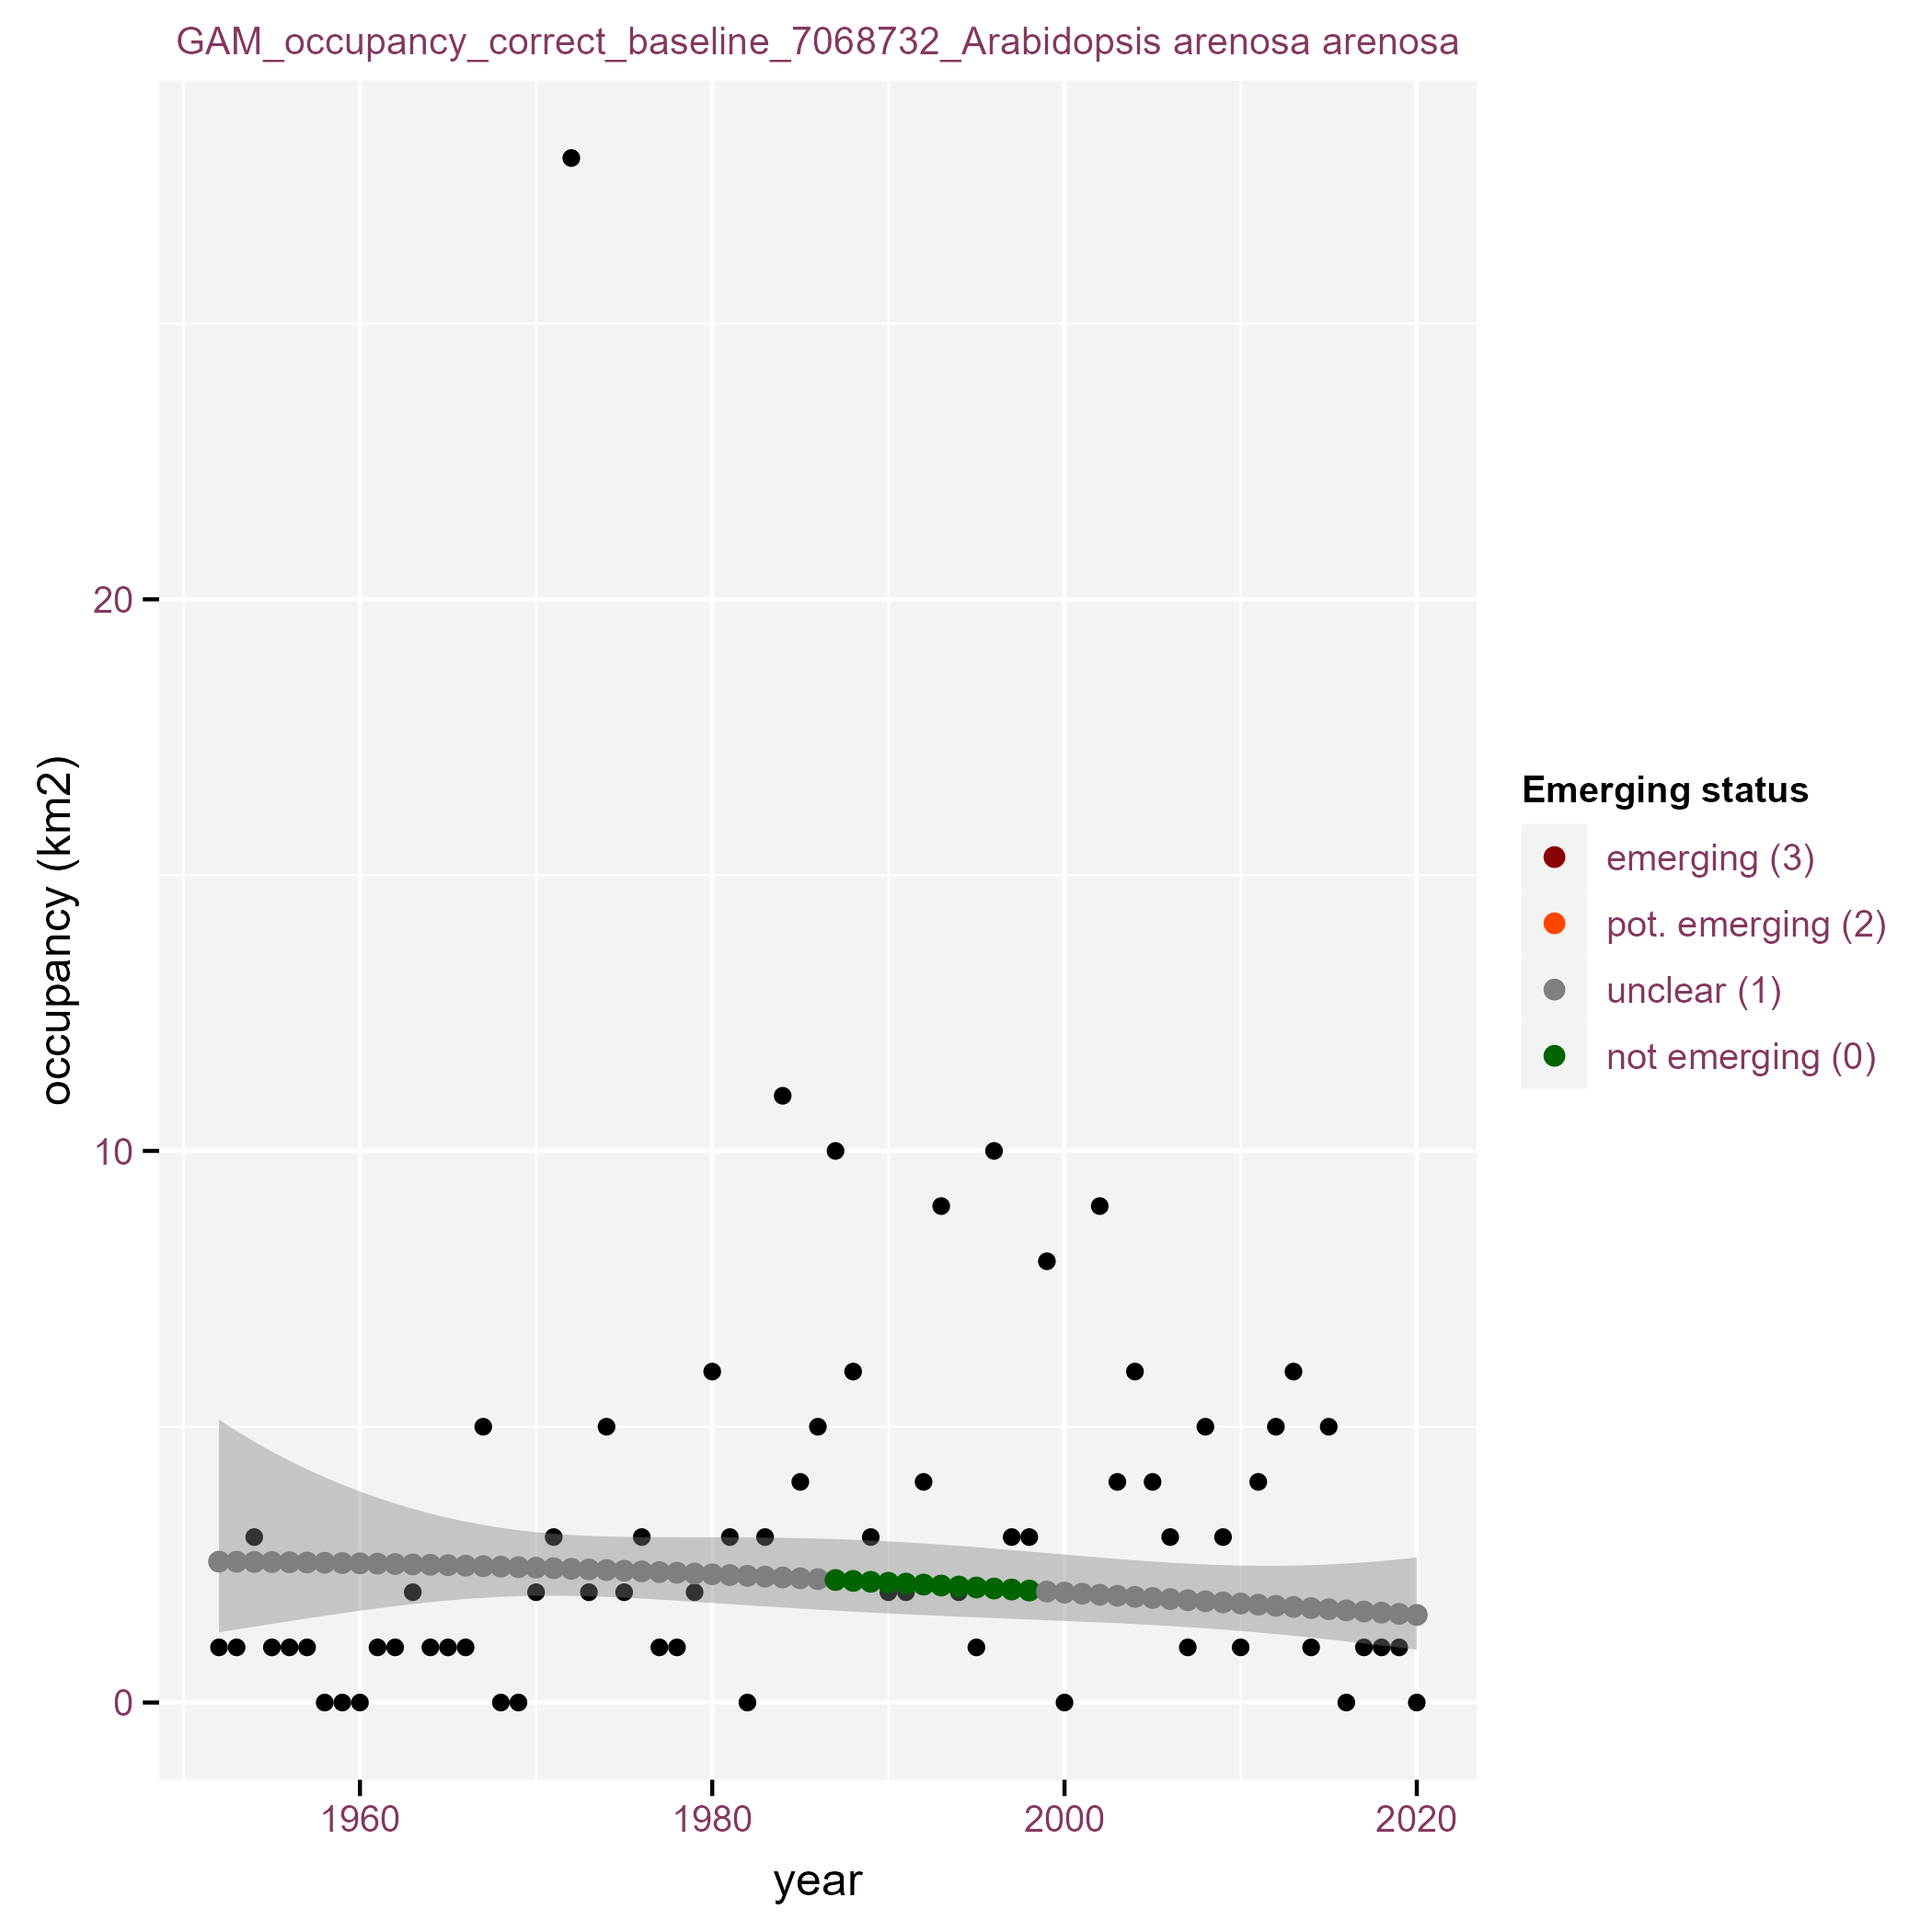 GAM_occupancy_correct_baseline_7068732_Arabidopsis arenosa arenosa
occupancy (km2)
20
10
0
1960
1980
2000
2020
year
Emerging status
emerging (3)
pot. emerging (2)
unclear (1)
not emerging (0)